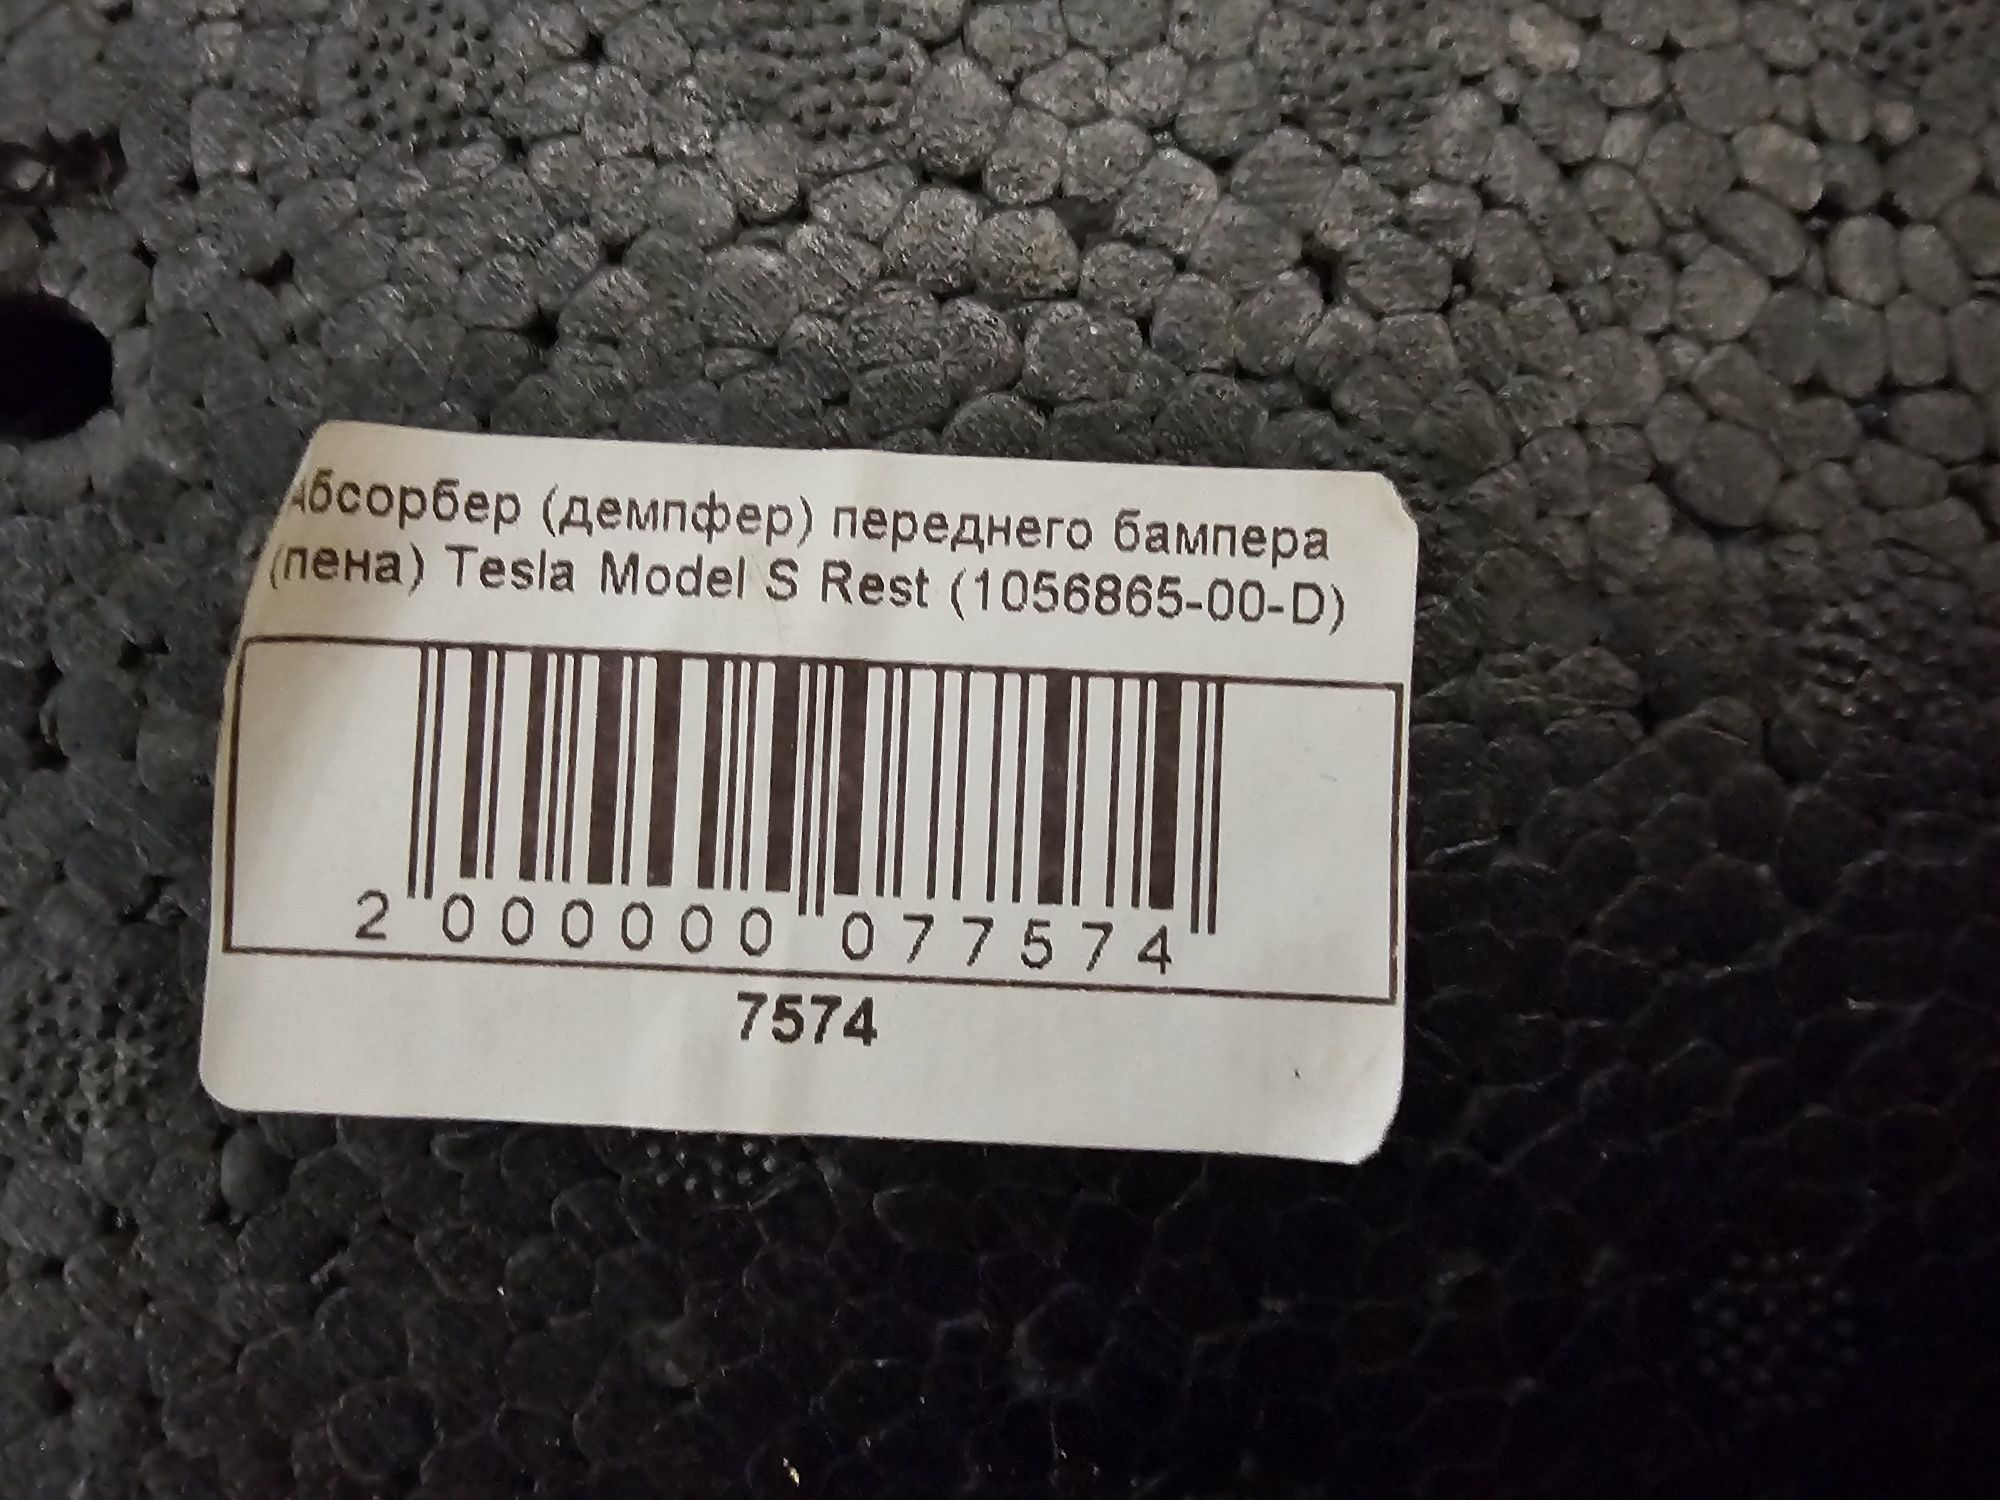 Абсорбер (демпфер) переднего бампера
(пена) Tesla Model S Rest (1056865-00-D)
2 000000 077574
7574